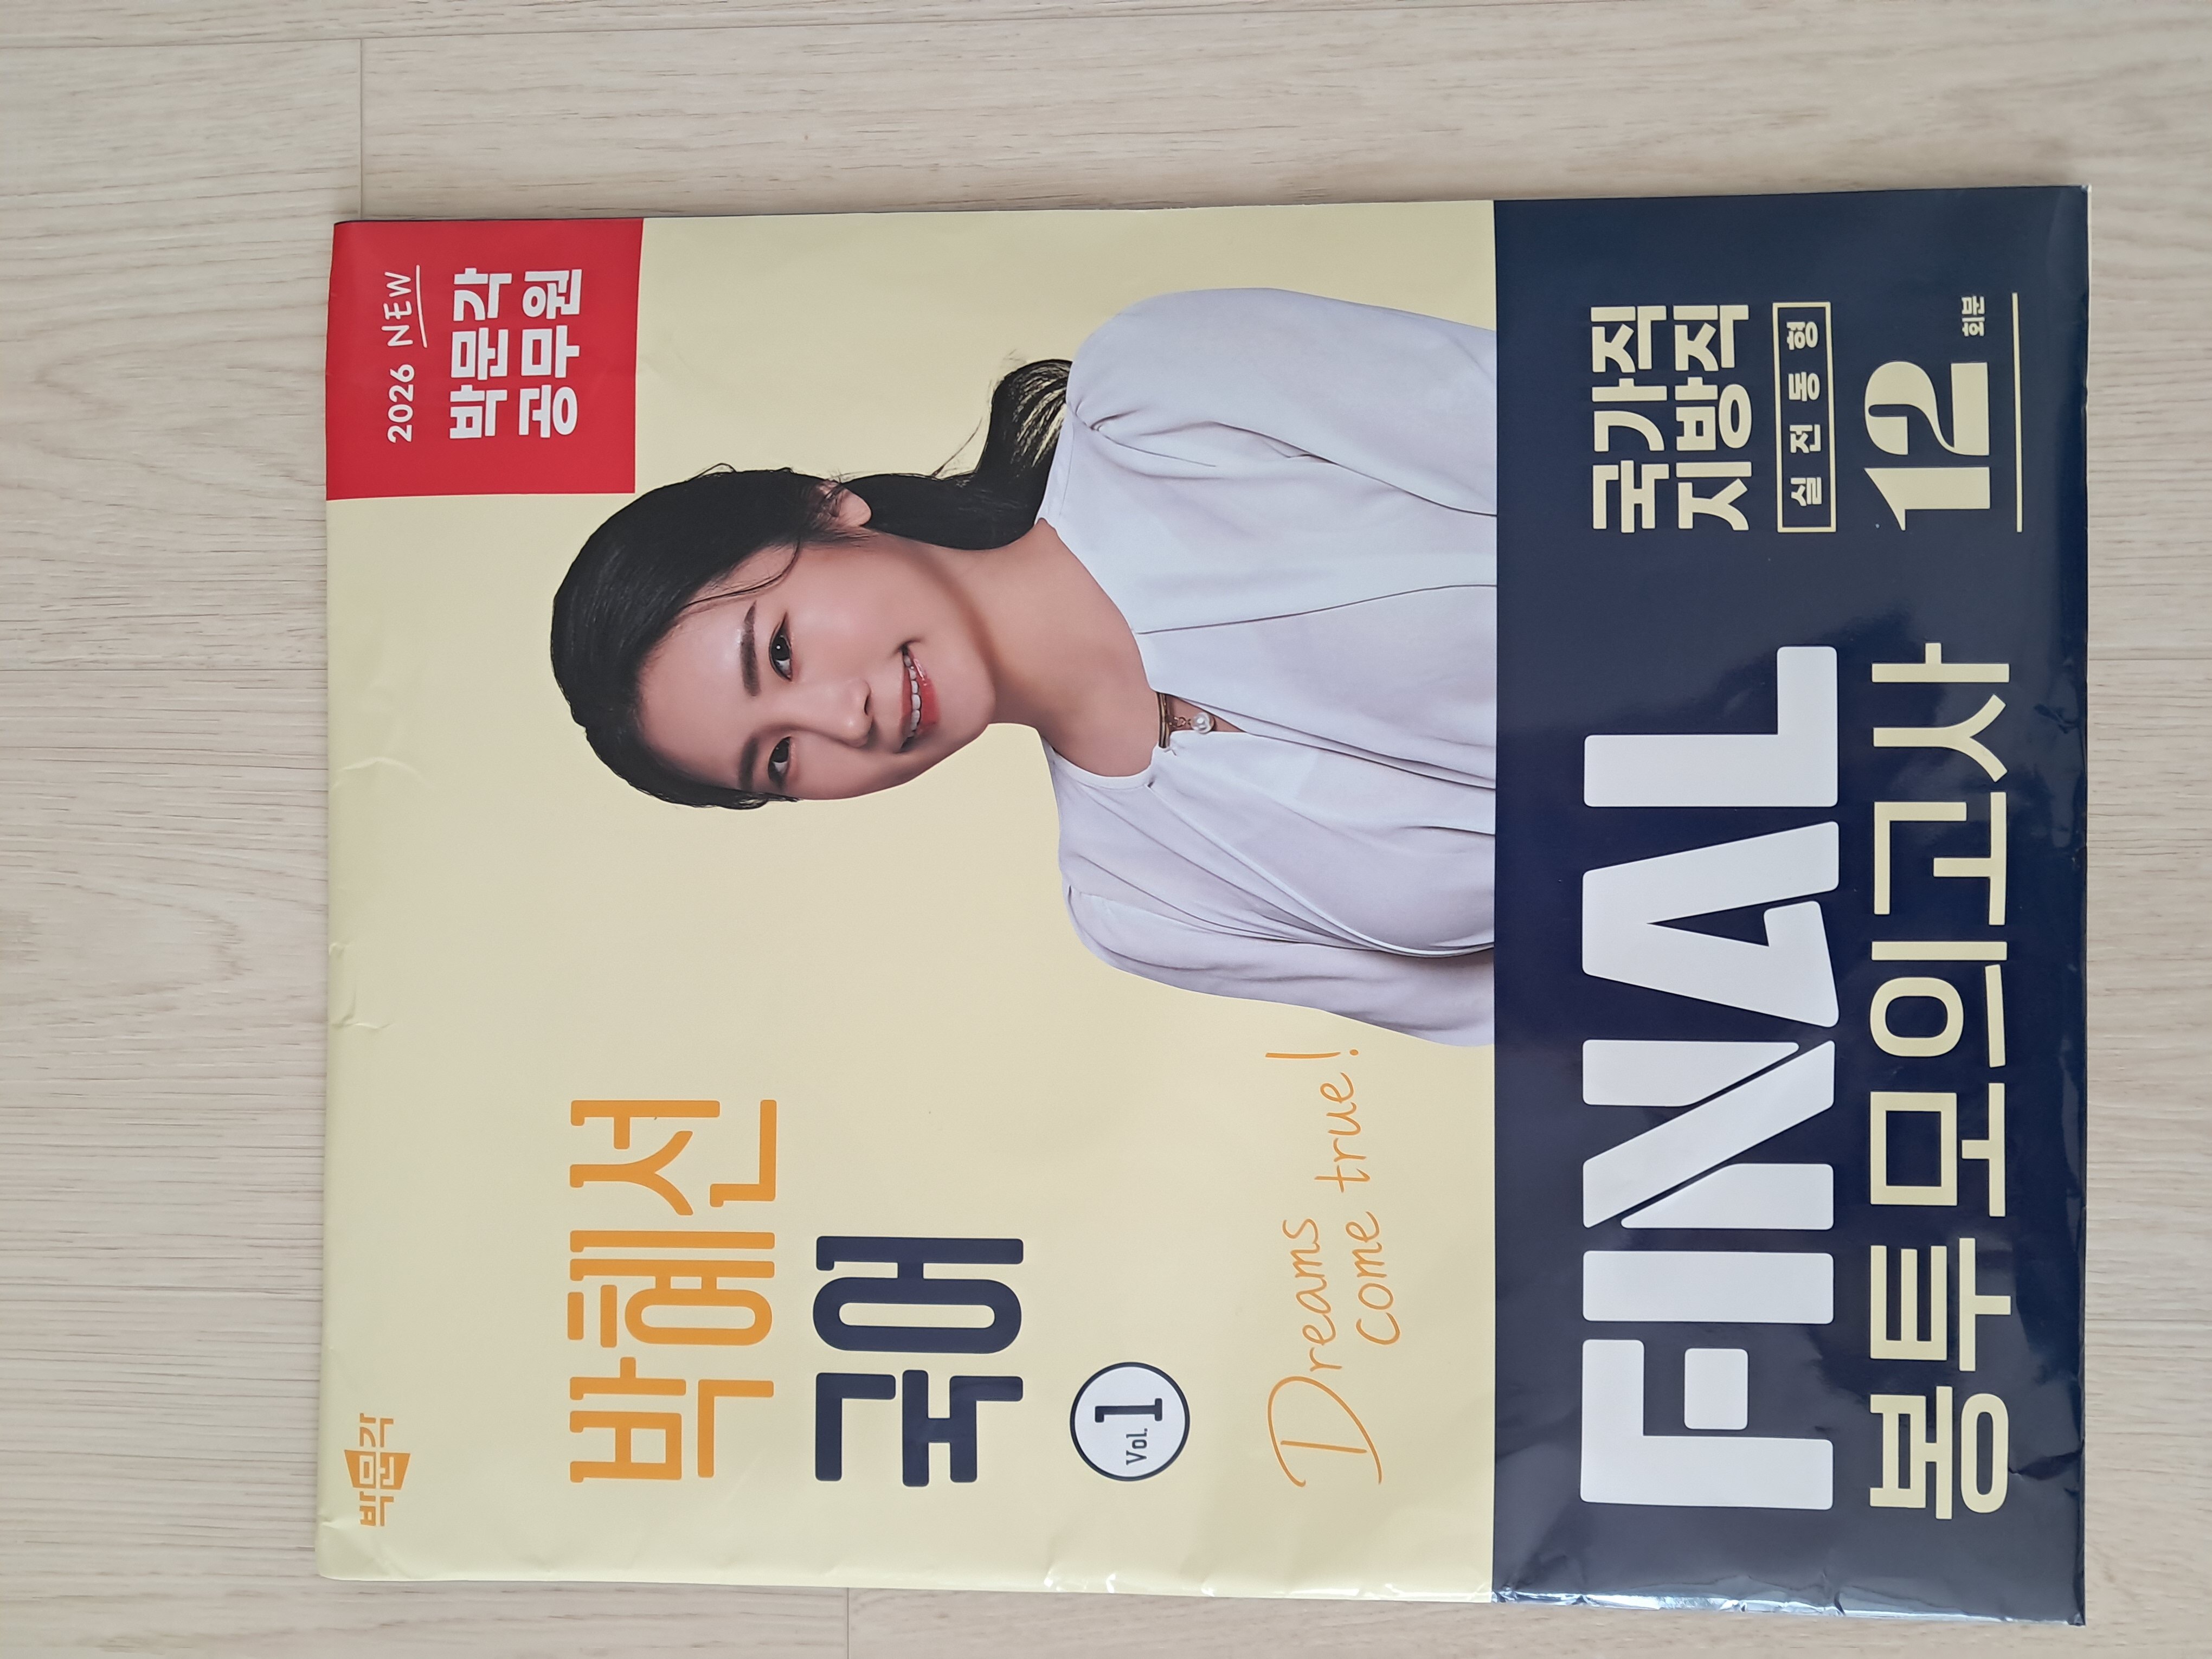 박문각
2026 NEW
박문각
공무원
박혜선
국어
Vol. 1
Dreams
come true!
FINAL
봉투모의고사
국가직
지방직
실전동형
12 회분